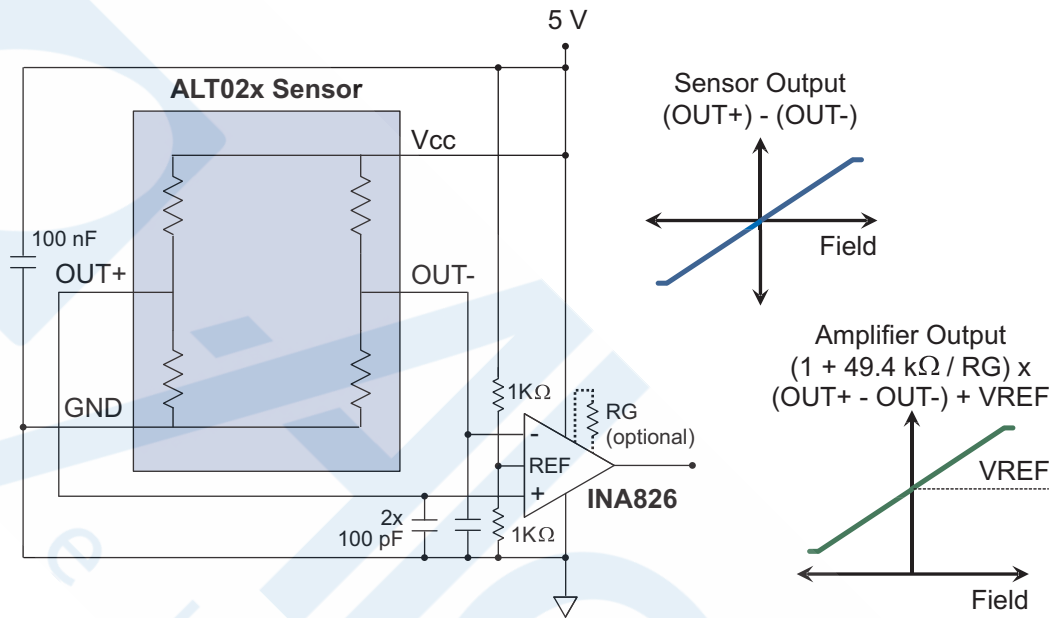 5 V
ALT02x Sensor
Vcc
100 nF
OUT+
OUT-
GND
1KΩ
RG
(optional)
-
REF
+
INA826
2x
100 pF
1KΩ
Sensor Output
(OUT+) - (OUT-)
Field
Amplifier Output
(1 + 49.4 kΩ / RG) x
(OUT+ - OUT-) + VREF
VREF
Field
e